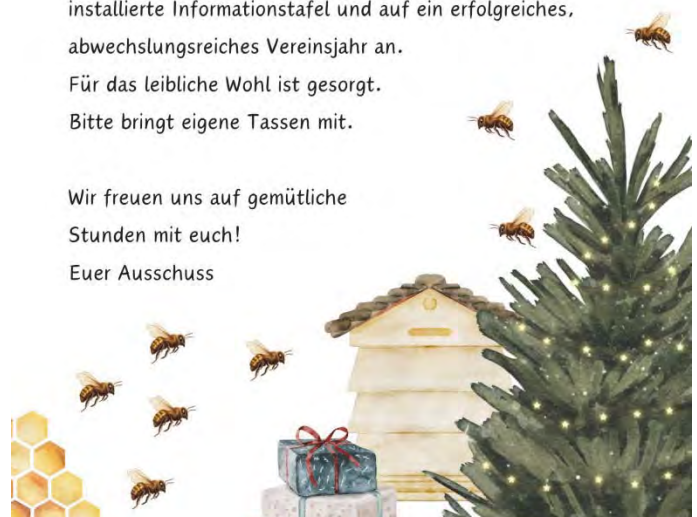 installierte Informationstafel und auf ein erfolgreiches,
abwechslungsreiches Vereinsjahr an.
Für das leibliche Wohl ist gesorgt.
Bitte bringt eigene Tassen mit.
Wir freuen uns auf gemütliche
Stunden mit euch!
Euer Ausschuss